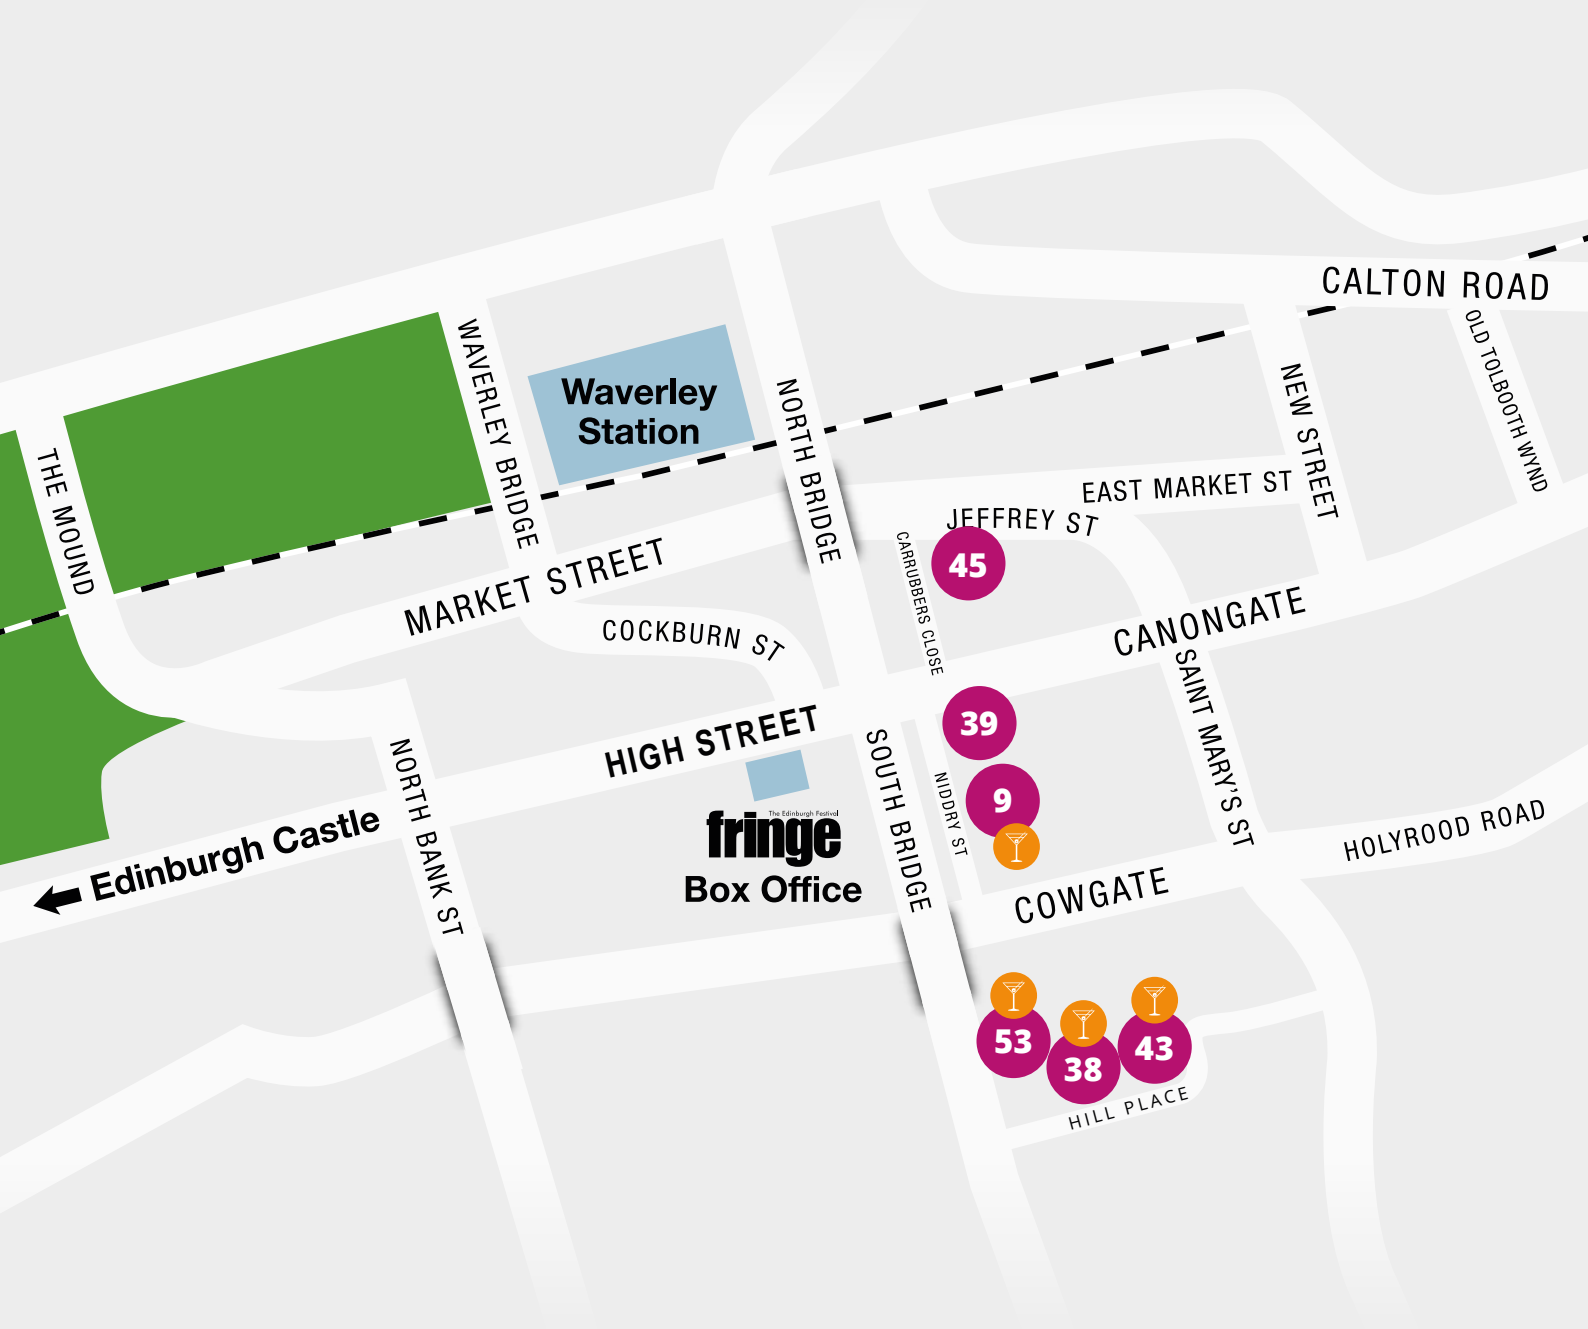 CALTON ROAD
OLD TOLBOOTH WYND
WAVERLEY BRIDGE
Waverley
Station
NORTH BRIDGE
NEW STREET
THE MOUND
EAST MARKET ST
JEFFREY ST
CARRUBBERS CLOSE
45
MARKET STREET
COCKBURN ST
CANONGATE
SAINT MARY'S ST
39
HIGH STREET
SOUTH BRIDGE
NIDDRY ST
9
NORTH BANK ST
Edinburgh Castle
The Edinburgh Festival
fringe
Box Office
HOLYROOD ROAD
COWGATE
53
38
43
HILL PLACE